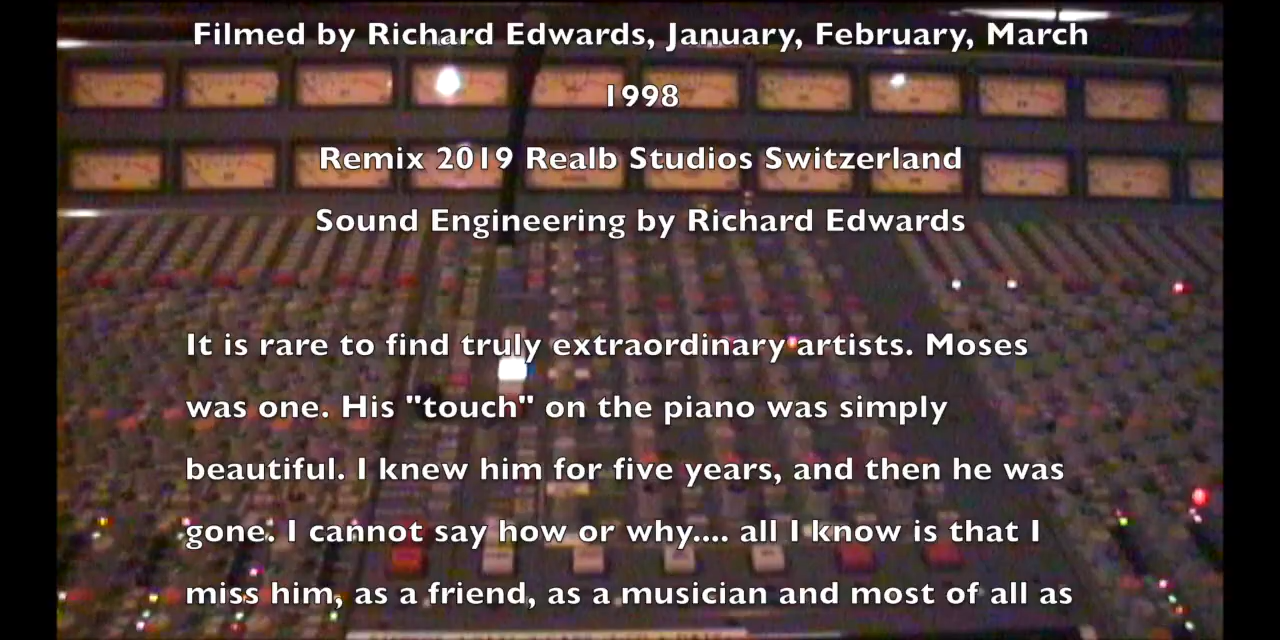 Filmed by Richard Edwards, January, February, March
1998
Remix 2019 Realb Studios Switzerland
Sound Engineering by Richard Edwards
It is rare to find truly extraordinary artists. Moses
was one. His "touch" on the piano was simply
beautiful. I knew him for five years, and then he was
gone. I cannot say how or why.... all I know is that I
miss him, as a friend, as a musician and most of all as